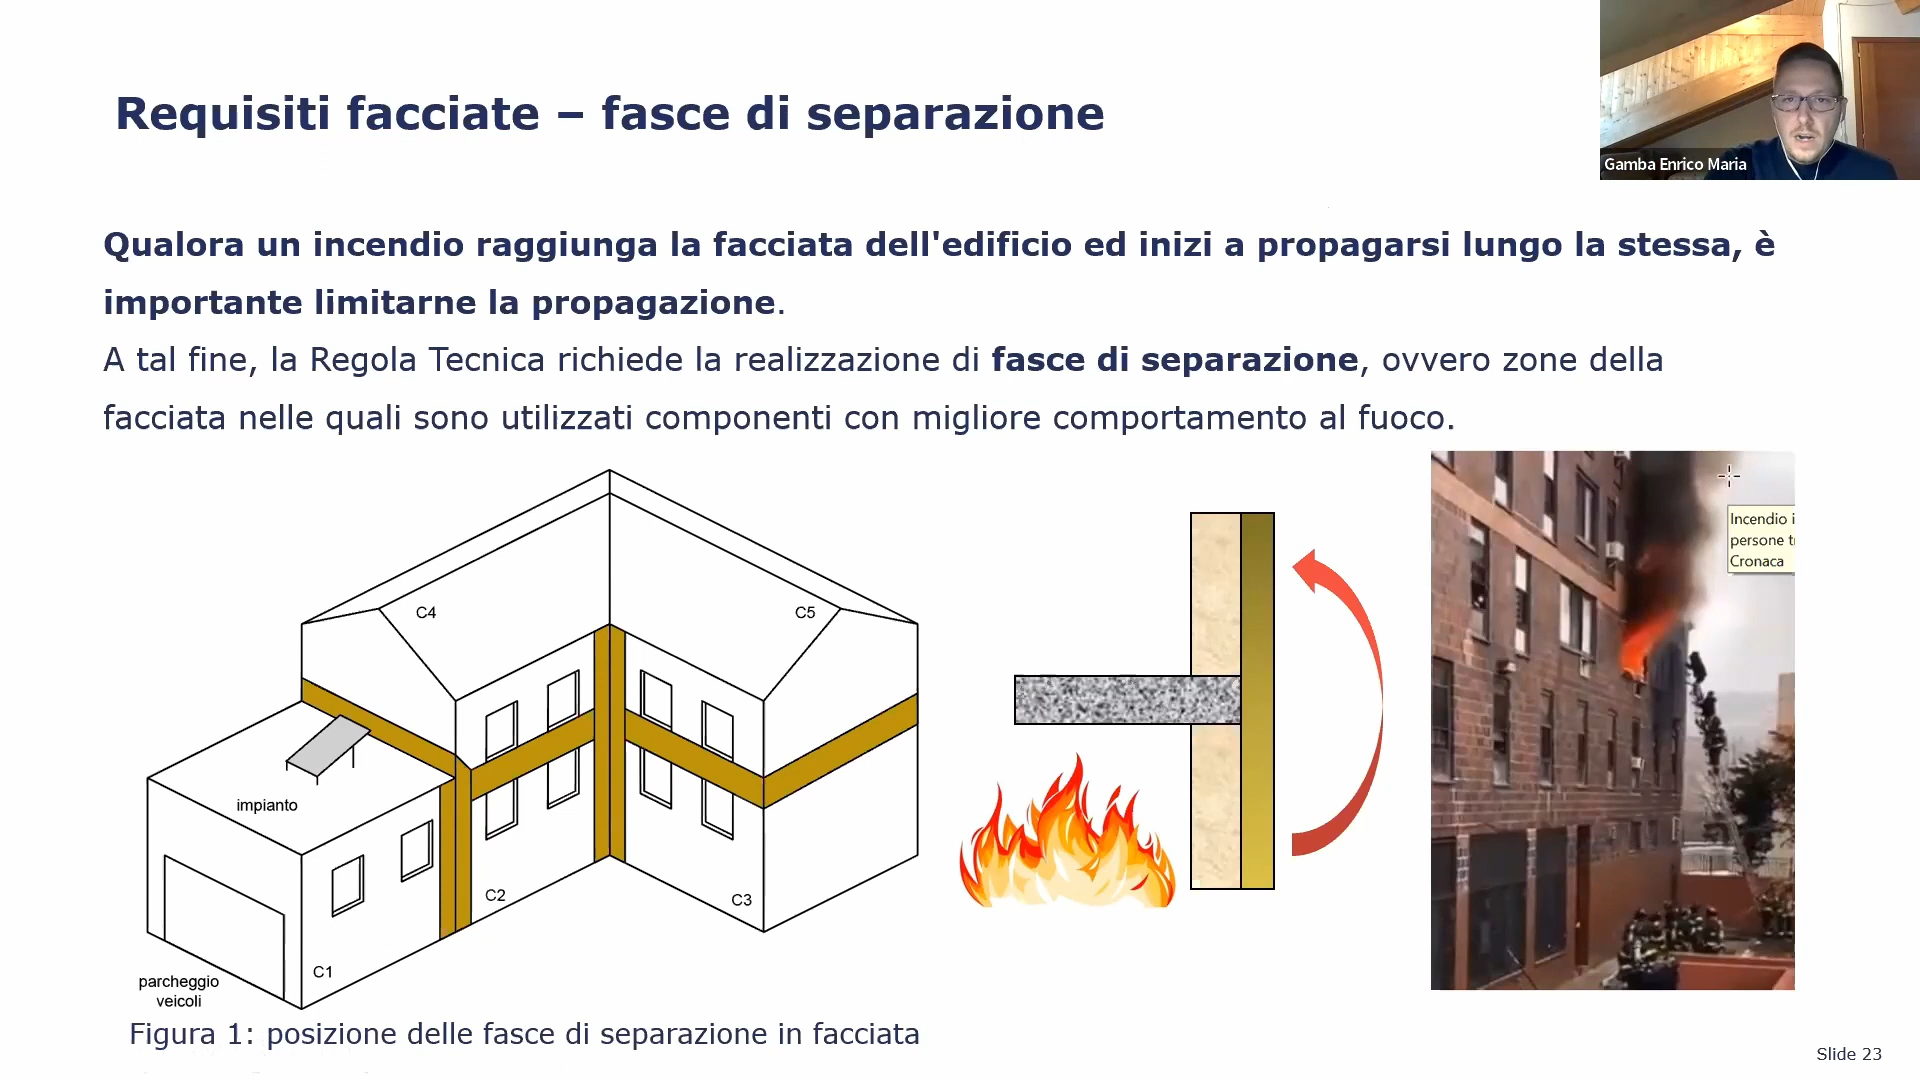 Requisiti facciate – fasce di separazione
Gamba Enrico Maria
Qualora un incendio raggiunga la facciata dell'edificio ed inizi a propagarsi lungo la stessa, è
importante limitarne la propagazione.
A tal fine, la Regola Tecnica richiede la realizzazione di fasce di separazione, ovvero zone della
facciata nelle quali sono utilizzati componenti con migliore comportamento al fuoco.
C4
C5
impianto
C2
C3
C1
parcheggio
veicoli
Incendio i
persone t
Cronaca
Figura 1: posizione delle fasce di separazione in facciata
Slide 23